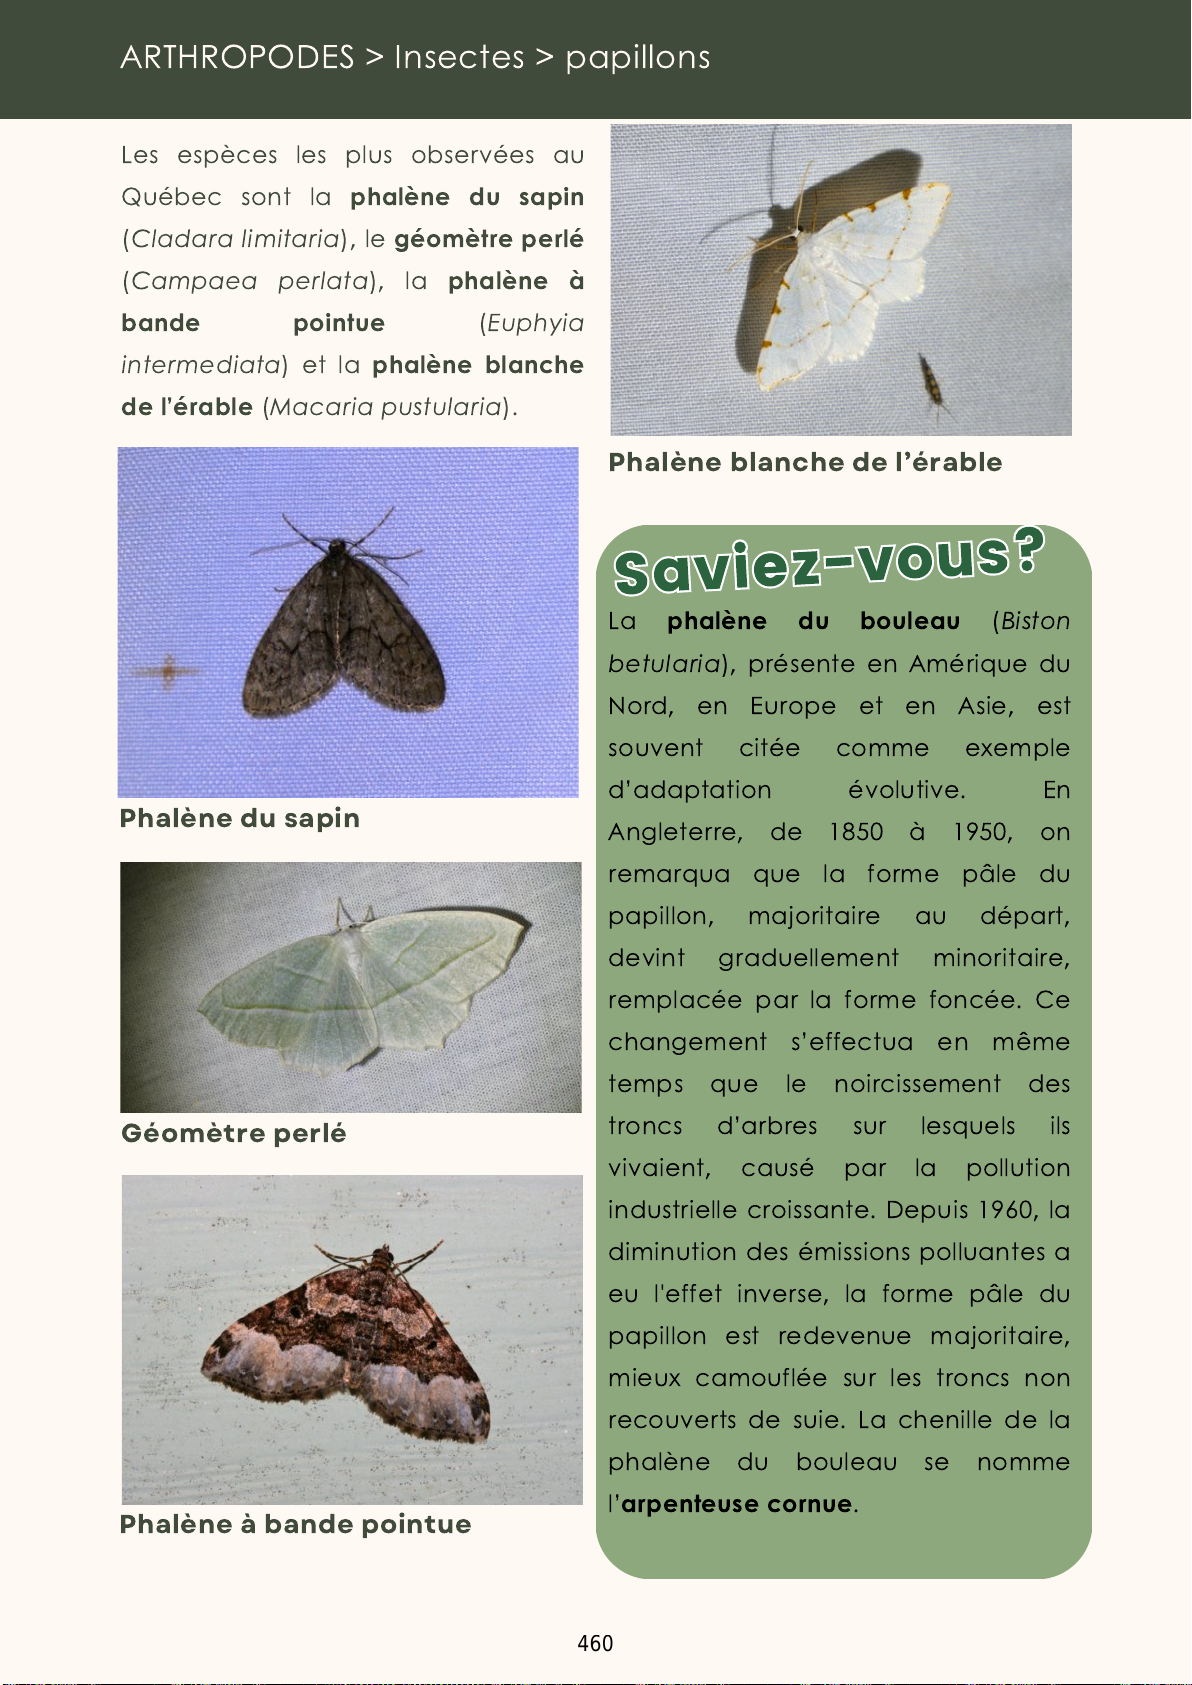 ARTHROPODES > Insectes > papillons
Les espèces les plus observées au
Québec sont la phalène du sapin
(Cladara limitaria), le géomètre perlé
(Campaea perlata), la phalène à
bande pointue (Euphyia
intermediata) et la phalène blanche
de l’érable (Macaria pustularia).
Phalène du sapin
Géomètre perlé
Phalène à bande pointue
Phalène blanche de l’érable
Saviez-vous?
La phalène du bouleau (Biston
betularia), présente en Amérique du
Nord, en Europe et en Asie, est
souvent citée comme exemple
d’adaptation évolutive. En
Angleterre, de 1850 à 1950, on
remarqua que la forme pâle du
papillon, majoritaire au départ,
devint graduellement minoritaire,
remplacée par la forme foncée. Ce
changement s’effectua en même
temps que le noircissement des
troncs d’arbres sur lesquels ils
vivaient, causé par la pollution
industrielle croissante. Depuis 1960, la
diminution des émissions polluantes a
eu l'effet inverse, la forme pâle du
papillon est redevenue majoritaire,
mieux camouflée sur les troncs non
recouverts de suie. La chenille de la
phalène du bouleau se nomme
l’arpenteuse cornue.
460